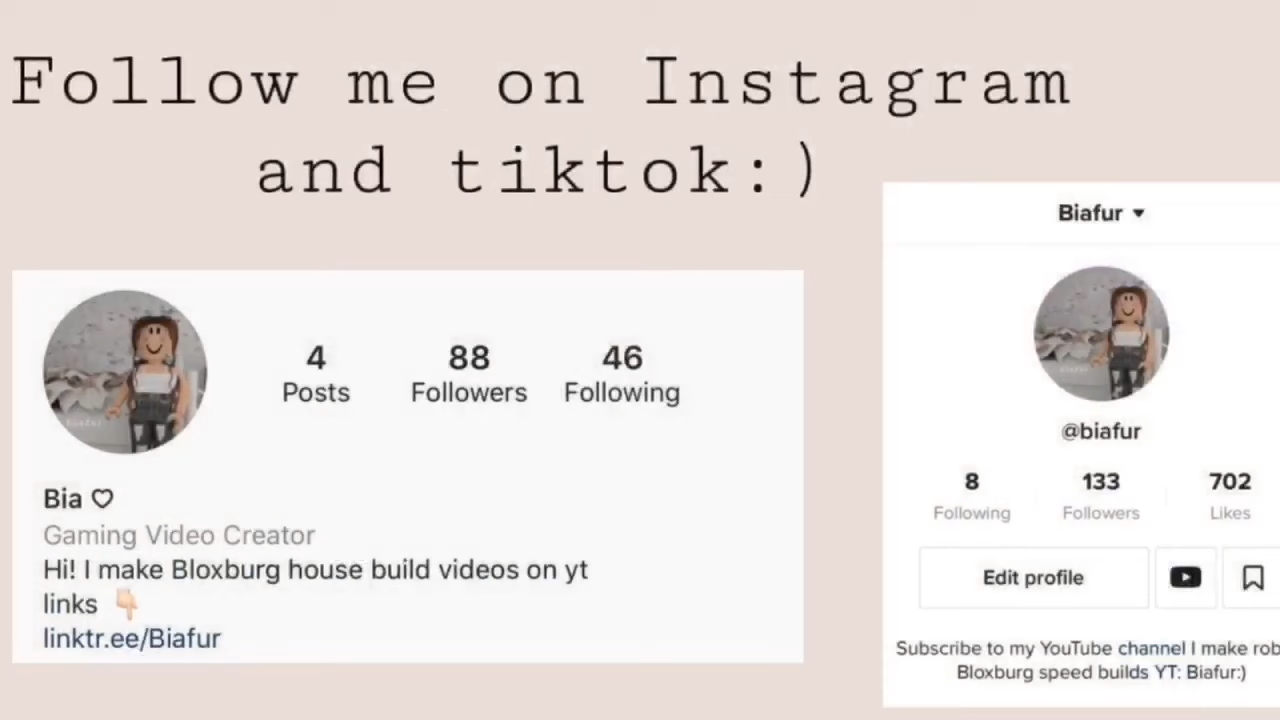 Follow me on Instagram
and tiktok:)
4
Posts
88
Followers
46
Following
Bia ♡
Gaming Video Creator
Hi! I make Bloxburg house build videos on yt
links 👇🏻
linktr.ee/Biafur
Biafur ▼
@biafur
8
Following
133
Followers
702
Likes
Edit profile
Subscribe to my YouTube channel I make rob
Bloxburg speed builds YT: Biafur:)